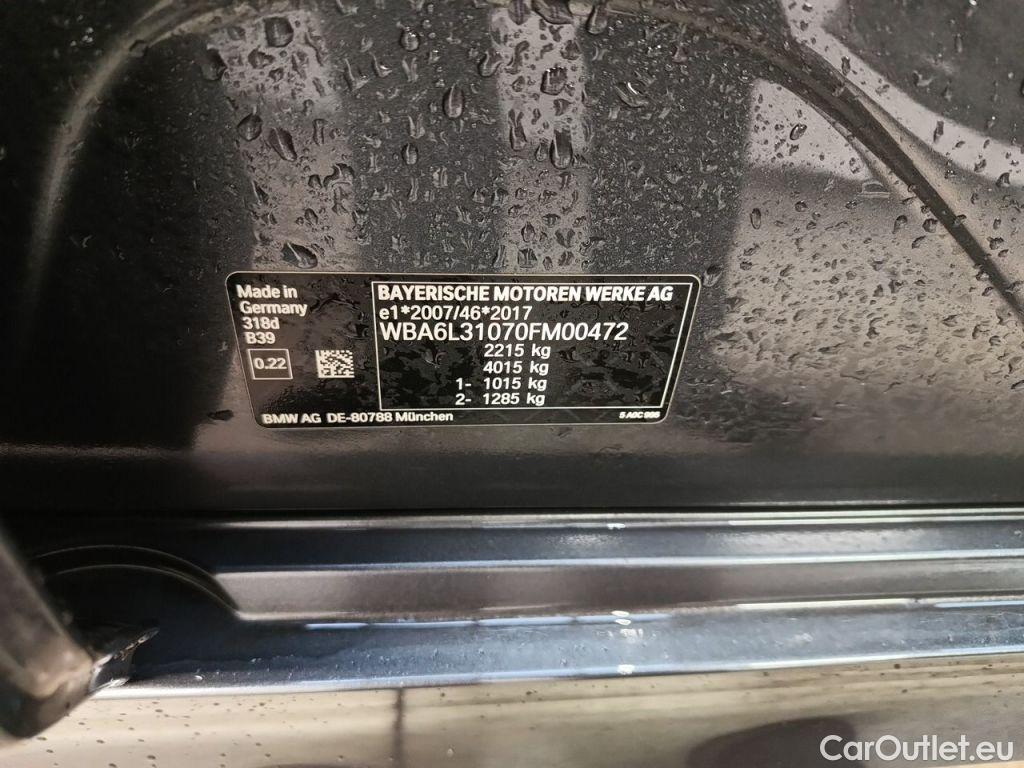 Made in
Germany
318d
B39
0.22
BAYERISCHE MOTOREN WERKE AG
e1*2007/46*2017
WBA6L31070FM00472
2215 kg
4015 kg
1- 1015 kg
2- 1285 kg
BMW AG DE-80788 München
CarOutlet.eu